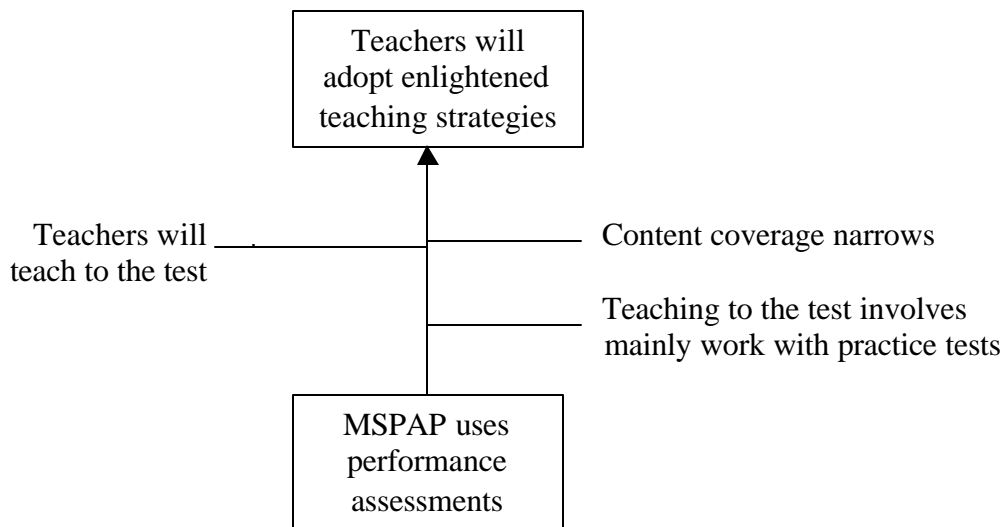 Teachers will
adopt enlightened
teaching strategies
Teachers will
teach to the test
Content coverage narrows
Teaching to the test involves
mainly work with practice tests
MSPAP uses
performance
assessments